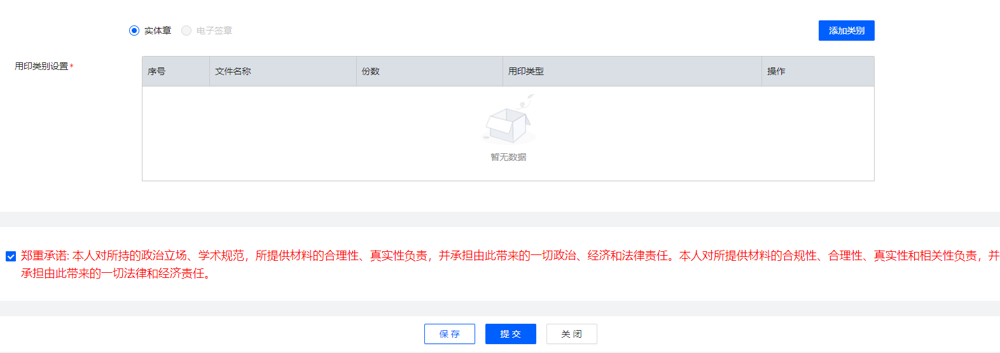 实体章 电子签章 添加类别
用印类别设置*
序号 文件名称 份数 用印类型 操作
暂无数据
郑重承诺: 本人对所持的政治立场、学术规范，所提供材料的合理性、真实性负责，并承担由此带来的一切政治、经济和法律责任。本人对所提供材料的合规性、合理性、真实性和相关性负责，并
承担由此带来的一切法律和经济责任。
保 存 提 交 关 闭